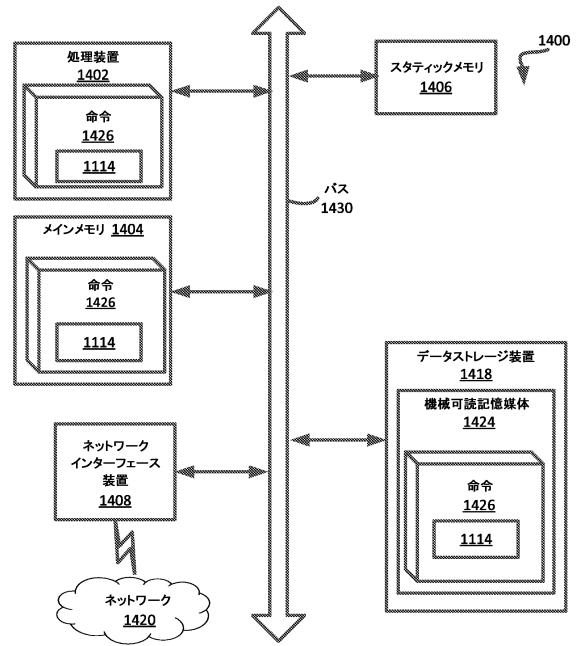 処理装置
1402
命令
1426
1114
メインメモリ 1404
命令
1426
1114
ネットワーク
インターフェース
装置
1408
ネットワーク
1420
スタティックメモリ
1406
1400
バス
1430
データストレージ装置
1418
機械可読記憶媒体
1424
命令
1426
1114